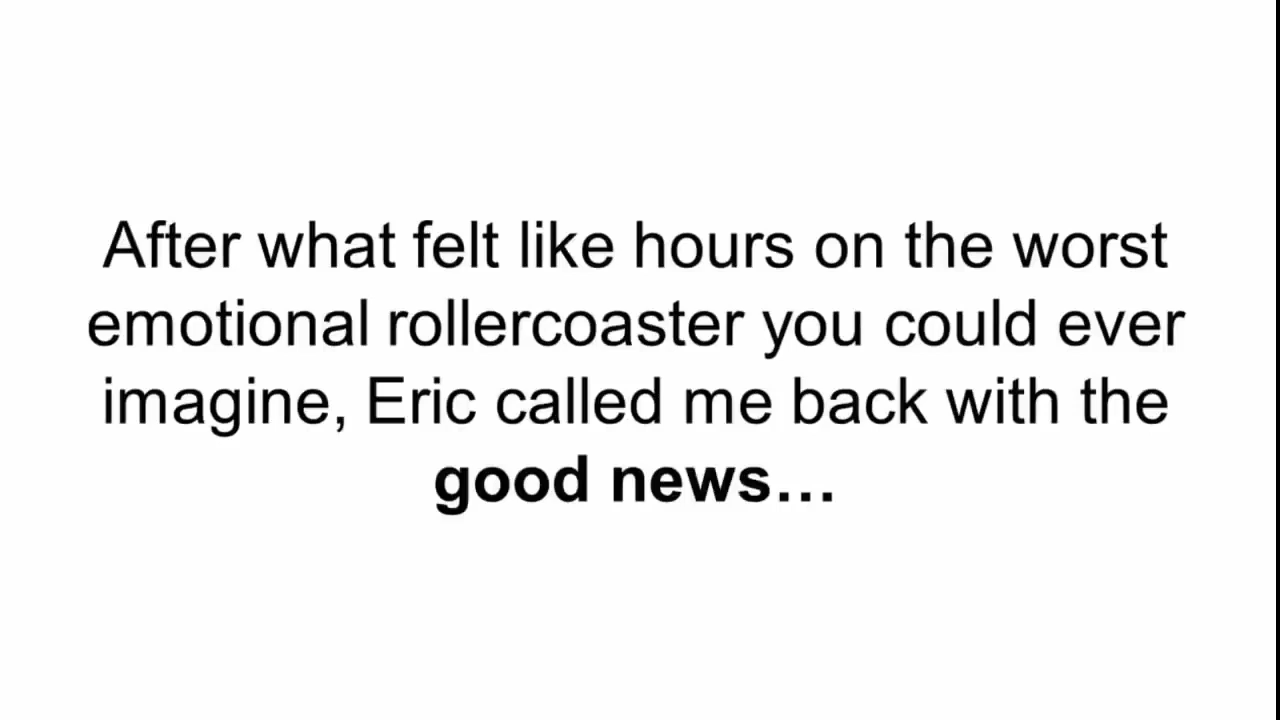 After what felt like hours on the worst
emotional rollercoaster you could ever
imagine, Eric called me back with the
good news…